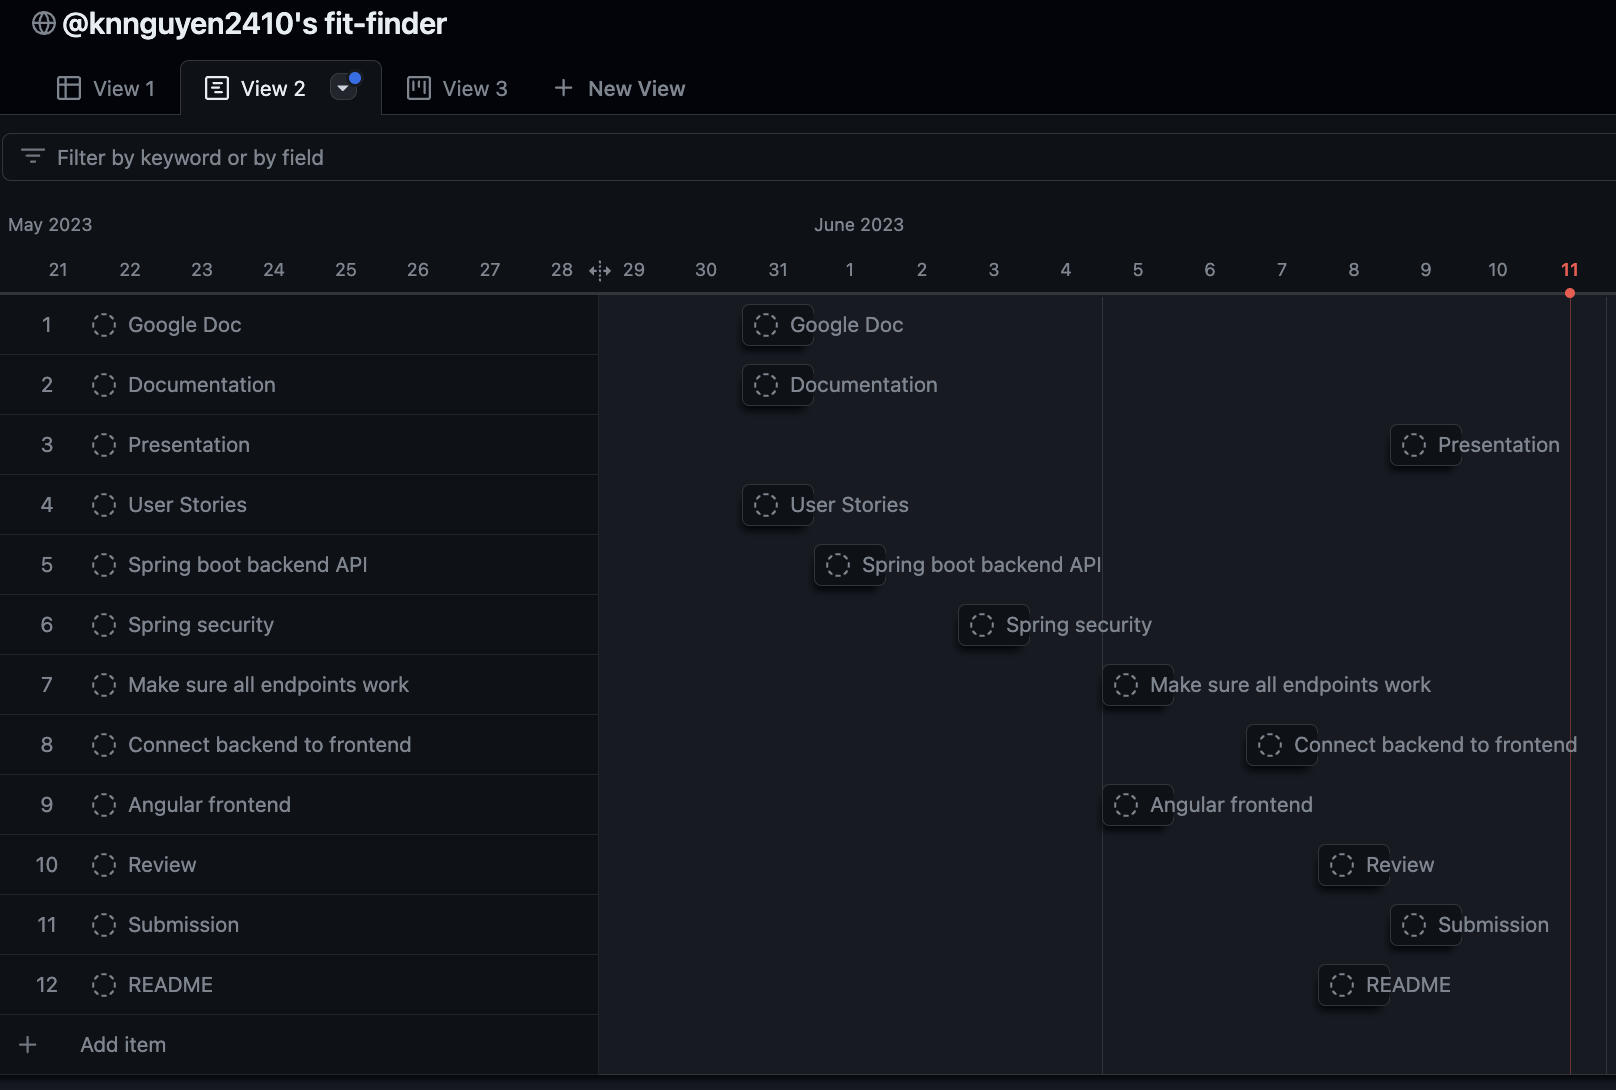 @knnguyen2410's fit-finder
View 1 View 2 View 3 + New View
Filter by keyword or by field
May 2023 June 2023
21 22 23 24 25 26 27 28 29 30 31 1 2 3 4 5 6 7 8 9 10 11
1 Google Doc Google Doc
2 Documentation Documentation
3 Presentation Presentation
4 User Stories User Stories
5 Spring boot backend API Spring boot backend API
6 Spring security Spring security
7 Make sure all endpoints work Make sure all endpoints work
8 Connect backend to frontend Connect backend to frontend
9 Angular frontend Angular frontend
10 Review Review
11 Submission Submission
12 README README
+ Add item